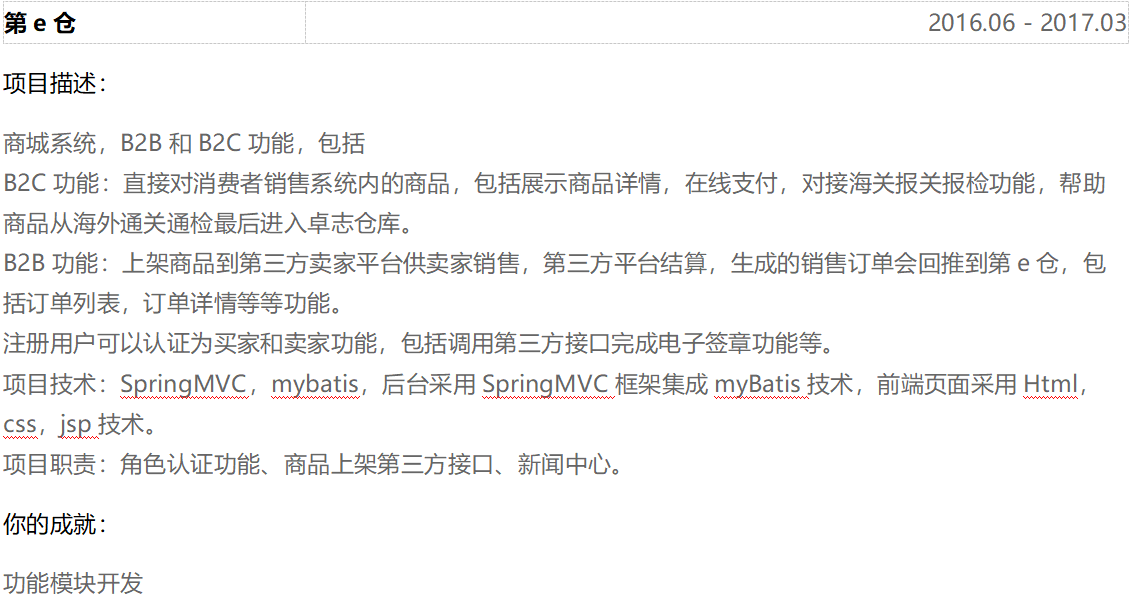 第 e 仓 2016.06 - 2017.03
项目描述：
商城系统，B2B 和 B2C 功能，包括
B2C 功能：直接对消费者销售系统内的商品，包括展示商品详情，在线支付，对接海关报关报检功能，帮助
商品从海外通关通检最后进入卓志仓库。
B2B 功能：上架商品到第三方卖家平台供卖家销售，第三方平台结算，生成的销售订单会回推到第 e 仓，包
括订单列表，订单详情等等功能。
注册用户可以认证为买家和卖家功能，包括调用第三方接口完成电子签章功能等。
项目技术：SpringMVC，mybatis，后台采用 SpringMVC 框架集成 myBatis 技术，前端页面采用 Html，
css，jsp 技术。
项目职责：角色认证功能、商品上架第三方接口、新闻中心。
你的成就：
功能模块开发